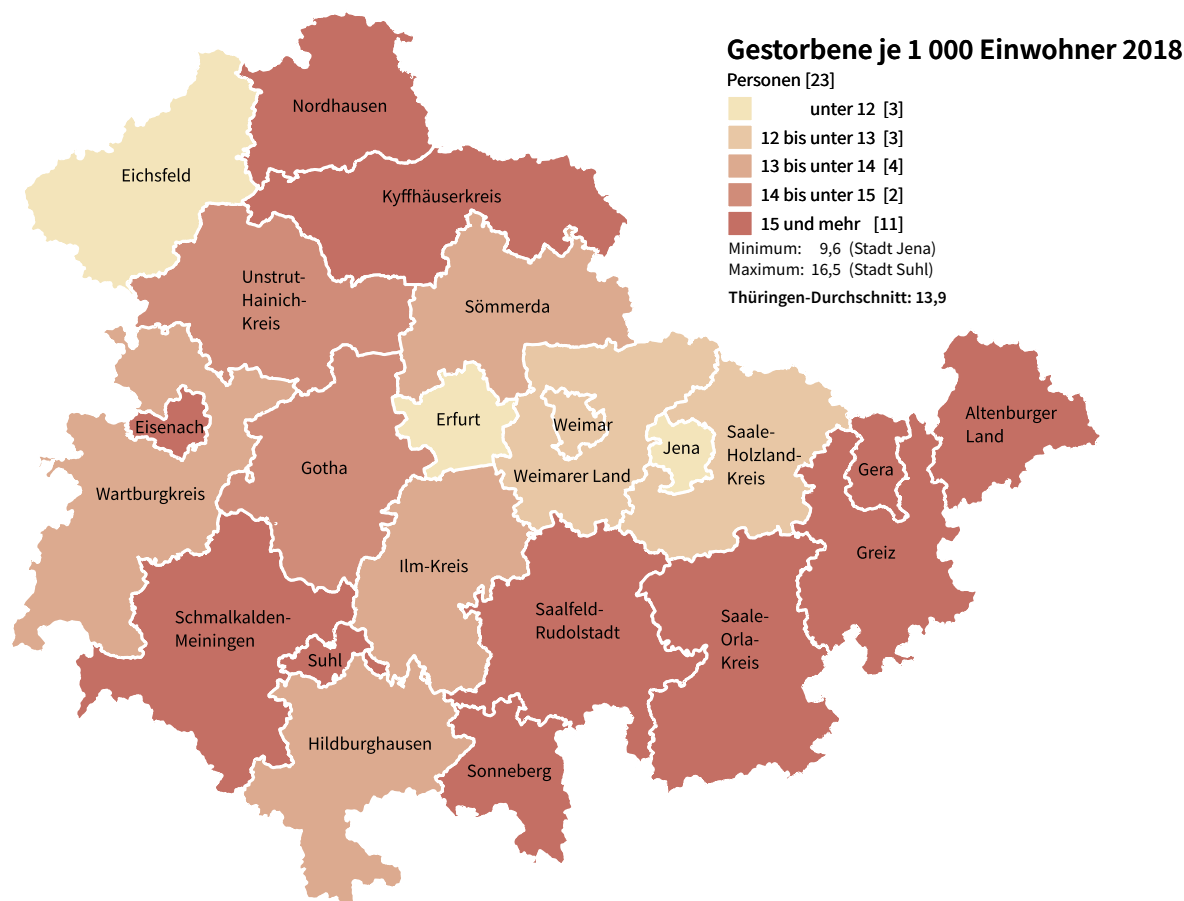 Gestorbene je 1 000 Einwohner 2018
Personen [23]
unter 12 [3]
12 bis unter 13 [3]
13 bis unter 14 [4]
14 bis unter 15 [2]
15 und mehr [11]
Minimum: 9,6 (Stadt Jena)
Maximum: 16,5 (Stadt Suhl)
Thüringen-Durchschnitt: 13,9
Nordhausen
Eichsfeld
Kyffhäuserkreis
Unstrut-
Hainich-
Kreis
Sömmerda
Eisenach
Erfurt
Weimar
Jena
Saale-
Holzland-
Kreis
Altenburger
Land
Gotha
Weimarer Land
Gera
Wartburgkreis
Ilm-Kreis
Greiz
Schmalkalden-
Meiningen
Saalfeld-
Rudolstadt
Saale-
Orla-
Kreis
Suhl
Hildburghausen
Sonneberg